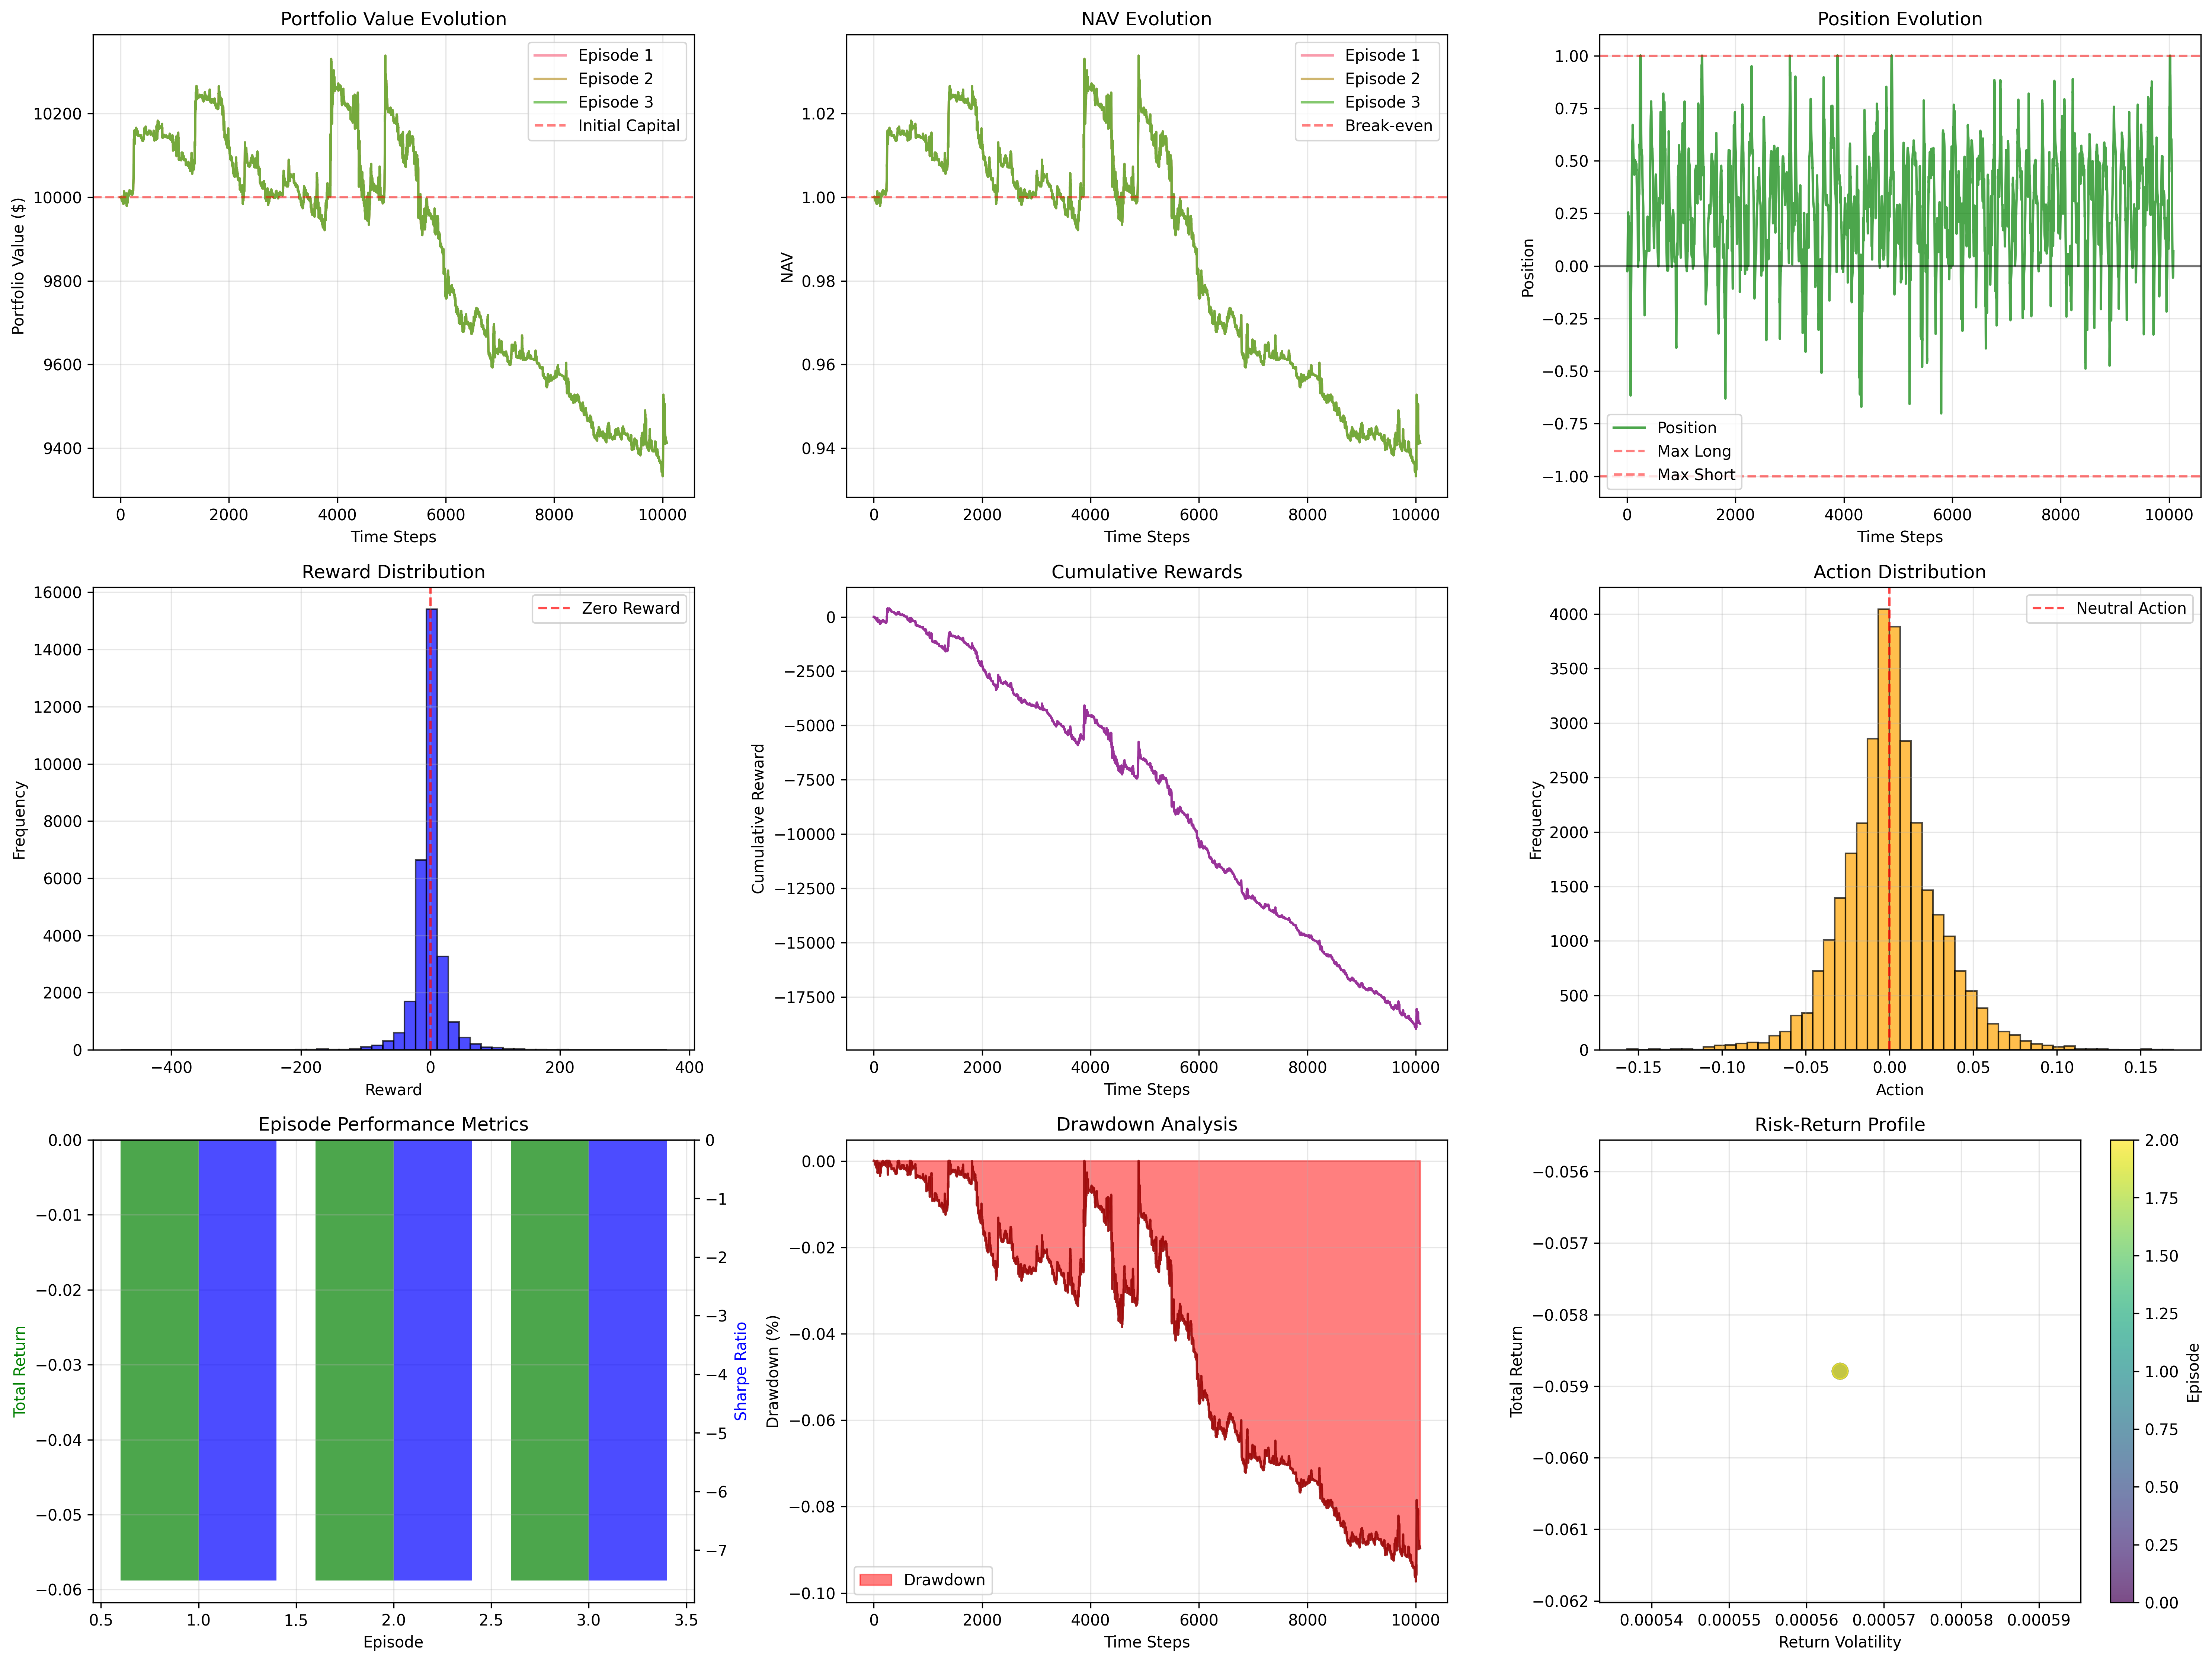 Portfolio Value Evolution
Portfolio Value ($)
10200
10000
9800
9600
9400
Episode 1
Episode 2
Episode 3
Initial Capital
0 2000 4000 6000 8000 10000
Time Steps
NAV Evolution
NAV
1.02
1.00
0.98
0.96
0.94
Episode 1
Episode 2
Episode 3
Break-even
0 2000 4000 6000 8000 10000
Time Steps
Position Evolution
Position
1.00
0.75
0.50
0.25
0.00
−0.25
−0.50
−0.75
−1.00
Position
Max Long
Max Short
0 2000 4000 6000 8000 10000
Time Steps
Reward Distribution
Frequency
16000
14000
12000
10000
8000
6000
4000
2000
0
Zero Reward
−400 −200 0 200 400
Reward
Cumulative Rewards
Cumulative Reward
0
−2500
−5000
−7500
−10000
−12500
−15000
−17500
0 2000 4000 6000 8000 10000
Time Steps
Action Distribution
Frequency
4000
3500
3000
2500
2000
1500
1000
500
0
Neutral Action
−0.15 −0.10 −0.05 0.00 0.05 0.10 0.15
Action
Episode Performance Metrics
Total Return
0.00
−0.01
−0.02
−0.03
−0.04
−0.05
−0.06
0
−1
−2
−3
−4
−5
−6
−7
Sharpe Ratio
0.5 1.0 1.5 2.0 2.5 3.0 3.5
Episode
Drawdown Analysis
Drawdown (%)
0.00
−0.02
−0.04
−0.06
−0.08
−0.10
Drawdown
0 2000 4000 6000 8000 10000
Time Steps
Risk-Return Profile
Total Return
−0.056
−0.057
−0.058
−0.059
−0.060
−0.061
−0.062
0.00054 0.00055 0.00056 0.00057 0.00058 0.00059
Return Volatility
2.00
1.75
1.50
1.25
1.00
0.75
0.50
0.25
0.00
Episode